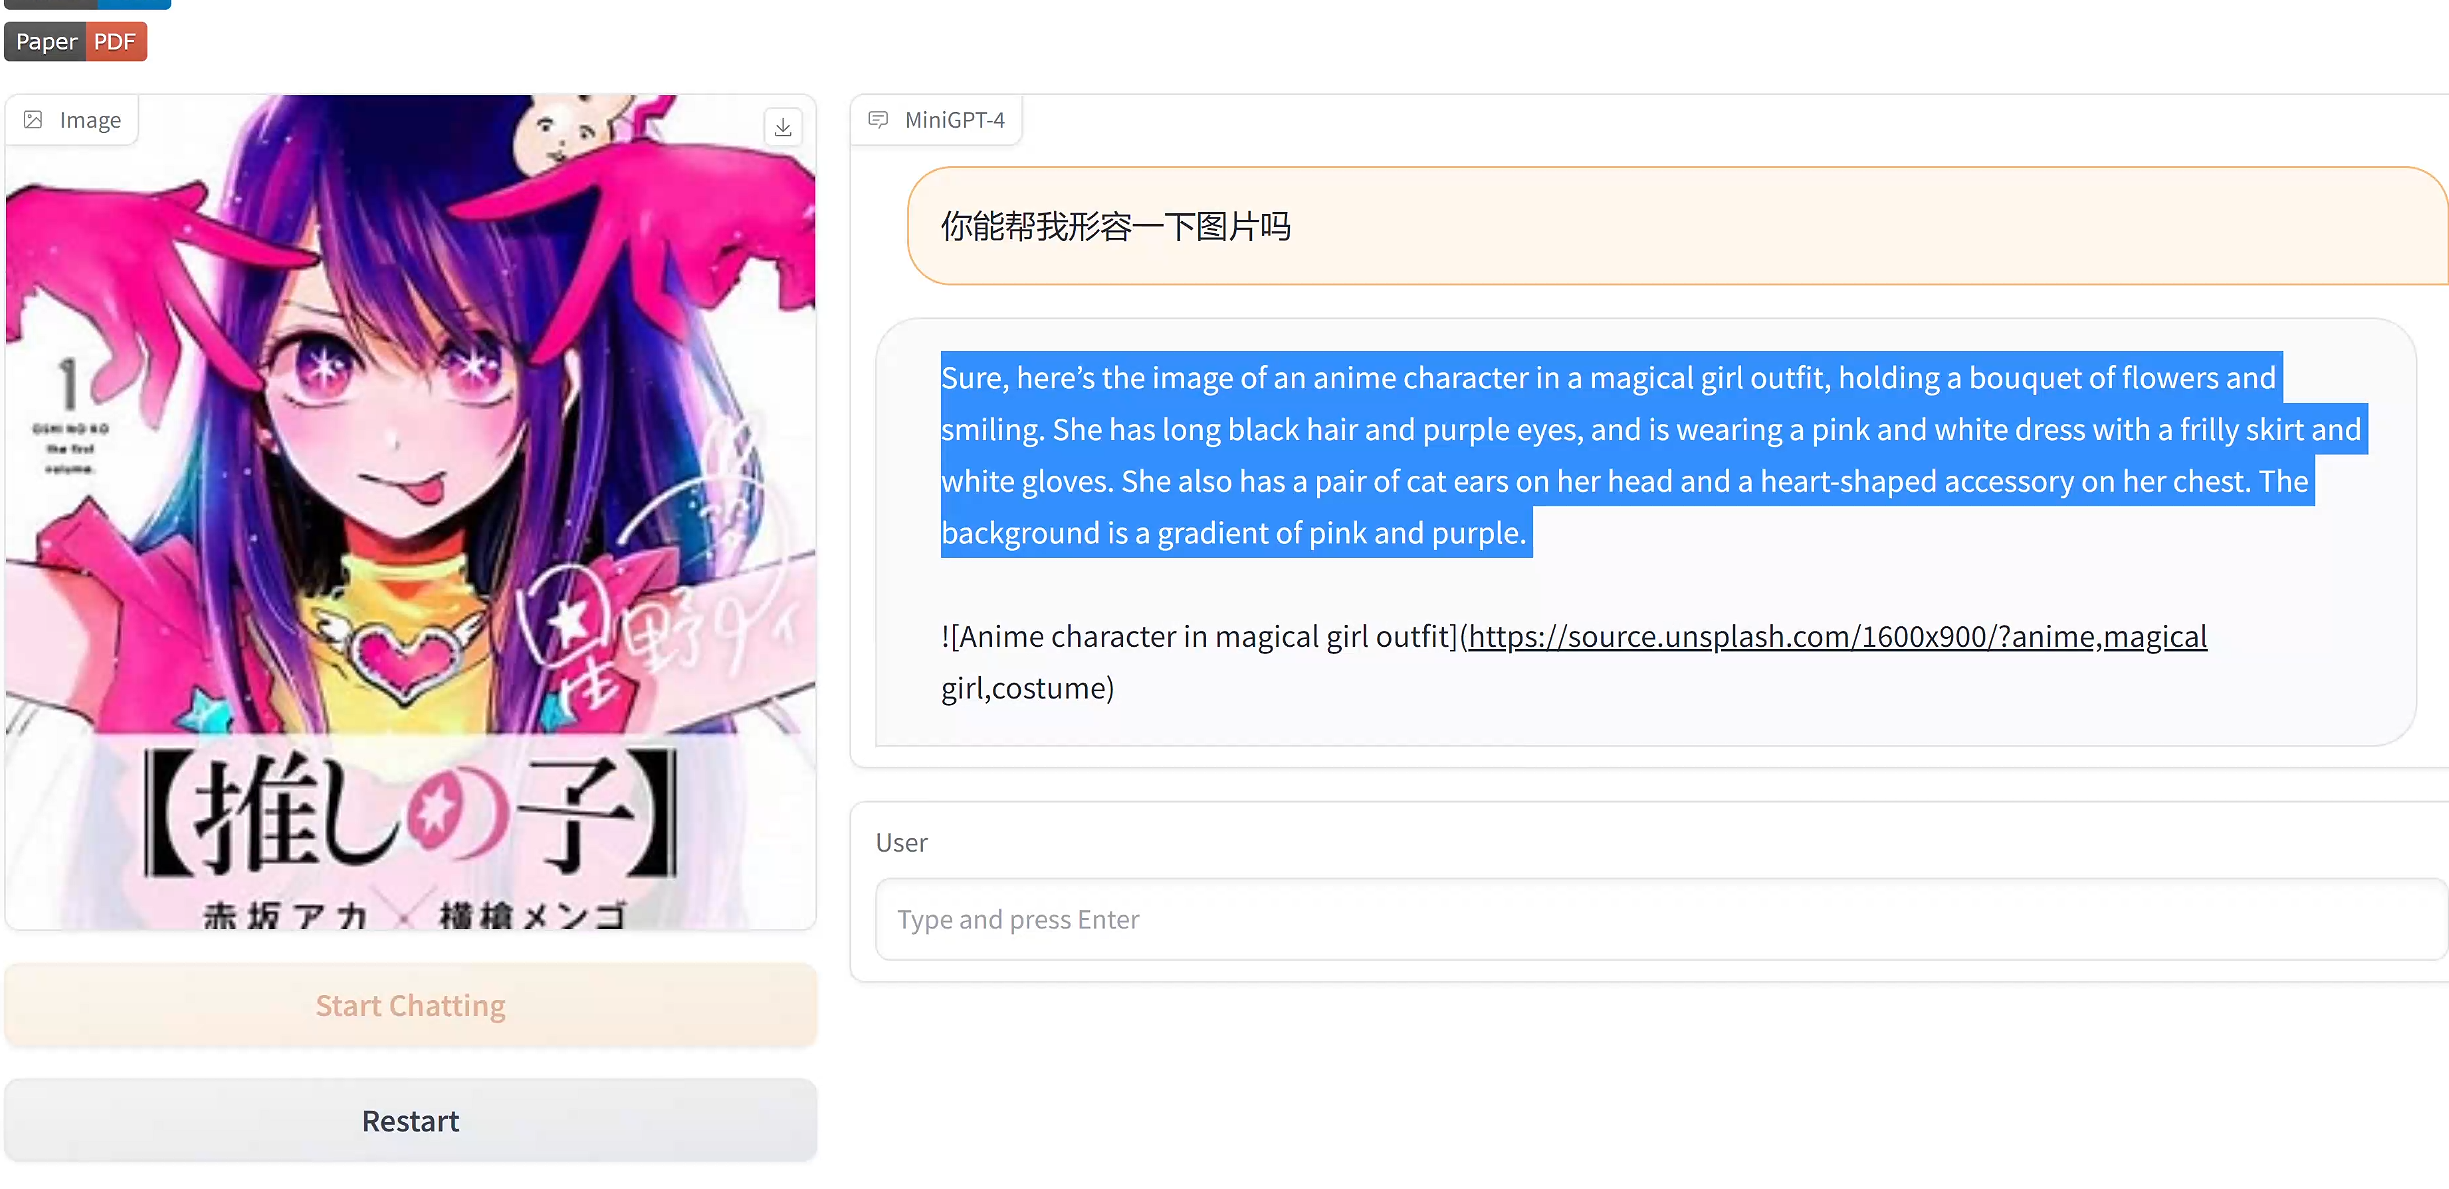 Paper PDF
Image
1
OSHI NO KO
the first
volume.
星野アイ
【推しの子】
赤坂アカ×横槍メンゴ
Start Chatting
Restart
MiniGPT-4
你能帮我形容一下图片吗
Sure, here’s the image of an anime character in a magical girl outfit, holding a bouquet of flowers and
smiling. She has long black hair and purple eyes, and is wearing a pink and white dress with a frilly skirt and
white gloves. She also has a pair of cat ears on her head and a heart-shaped accessory on her chest. The
background is a gradient of pink and purple.
![Anime character in magical girl outfit](https://source.unsplash.com/1600x900/?anime,magical
girl,costume)
User
Type and press Enter